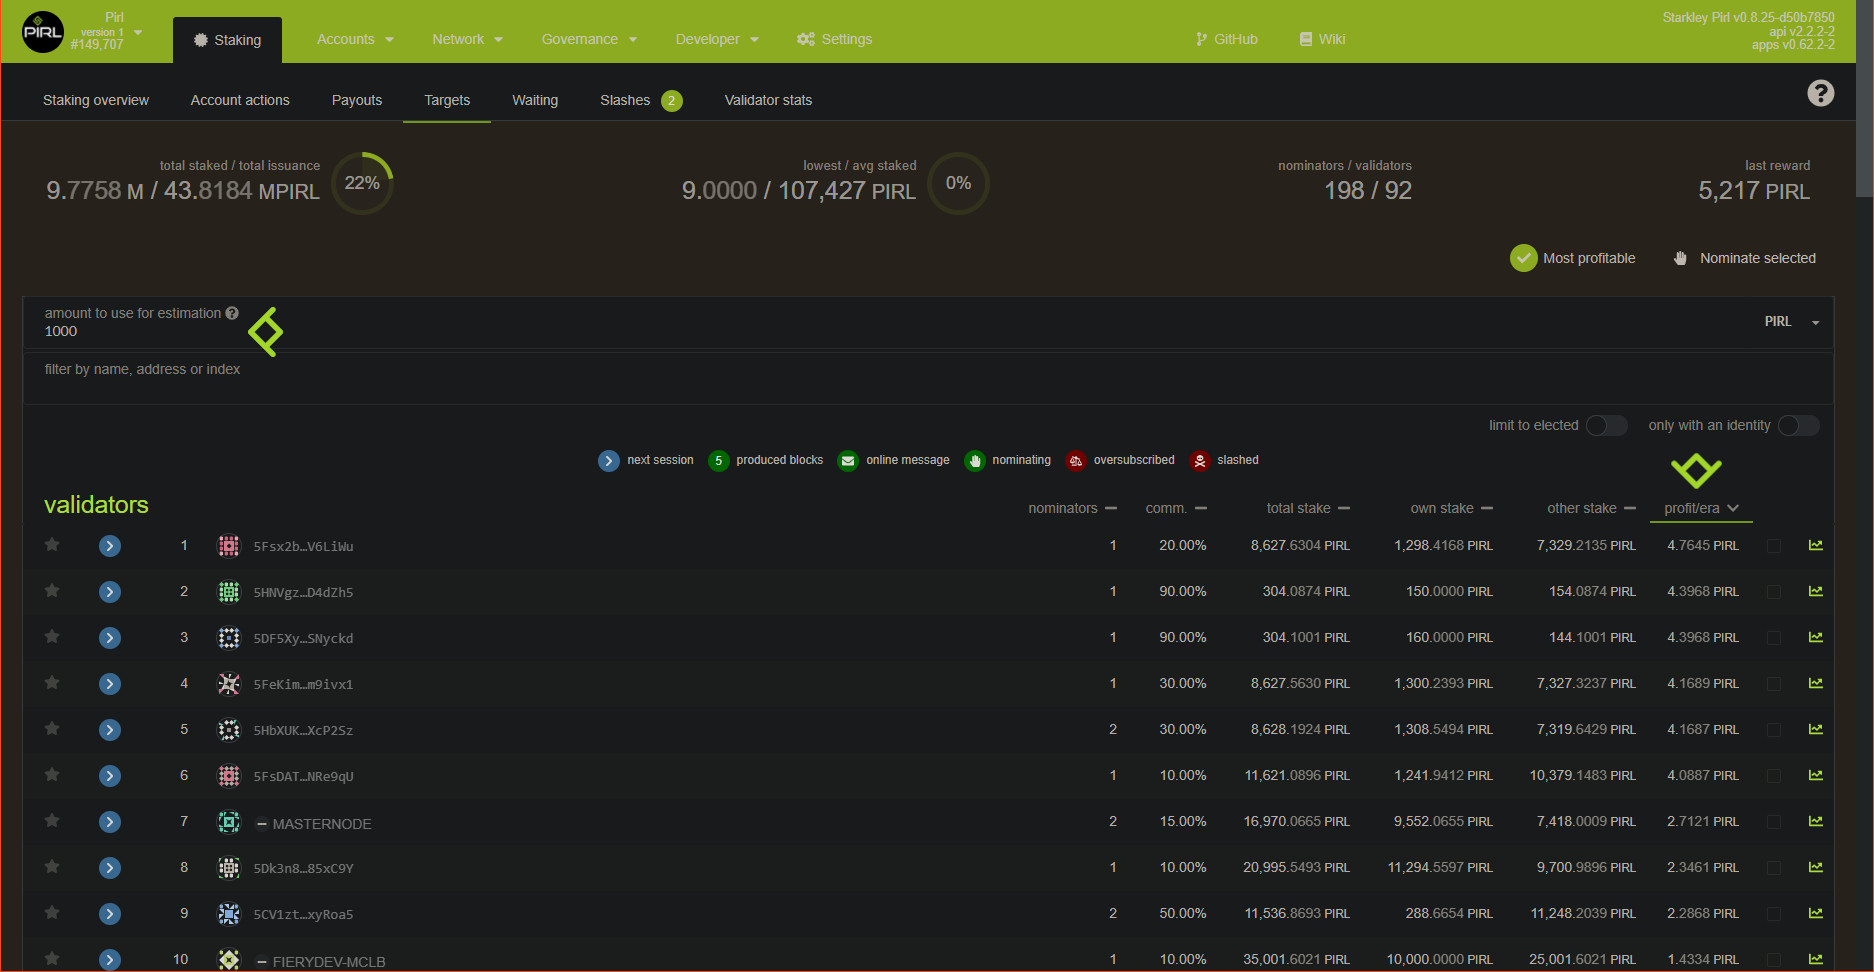 PIRL
Pirl
version 1
#149,707
Staking
Accounts
Network
Governance
Developer
Settings
GitHub
Wiki
Starkley Pirl v0.8.25-d50b7850
api v2.2.2-2
apps v0.62.2-2
Staking overview
Account actions
Payouts
Targets
Waiting
Slashes 2
Validator stats
?
total staked / total issuance
9.7758 M / 43.8184 MPIRL
22%
lowest / avg staked
9.0000 / 107,427 PIRL
0%
nominators / validators
198 / 92
last reward
5,217 PIRL
Most profitable
Nominate selected
amount to use for estimation ?
1000
PIRL
filter by name, address or index
limit to elected
only with an identity
next session
5 produced blocks
online message
nominating
oversubscribed
slashed
validators nominators comm. total stake own stake other stake profit/era
1 5Fsx2b…V6LiWu 1 20.00% 8,627.6304 PIRL 1,298.4168 PIRL 7,329.2135 PIRL 4.7645 PIRL
2 5HNVgz…D4dZh5 1 90.00% 304.0874 PIRL 150.0000 PIRL 154.0874 PIRL 4.3968 PIRL
3 5DF5Xy…SNyckd 1 90.00% 304.1001 PIRL 160.0000 PIRL 144.1001 PIRL 4.3968 PIRL
4 5FeKim…m9ivx1 1 30.00% 8,627.5630 PIRL 1,300.2393 PIRL 7,327.3237 PIRL 4.1689 PIRL
5 5HbXUK…XcP2Sz 2 30.00% 8,628.1924 PIRL 1,308.5494 PIRL 7,319.6429 PIRL 4.1687 PIRL
6 5FsDAT…NRe9qU 1 10.00% 11,621.0896 PIRL 1,241.9412 PIRL 10,379.1483 PIRL 4.0887 PIRL
7 MASTERNODE 2 15.00% 16,970.0665 PIRL 9,552.0655 PIRL 7,418.0009 PIRL 2.7121 PIRL
8 5Dk3n8…85xC9Y 1 10.00% 20,995.5493 PIRL 11,294.5597 PIRL 9,700.9896 PIRL 2.3461 PIRL
9 5CV1zt…xyRoa5 2 50.00% 11,536.8693 PIRL 288.6654 PIRL 11,248.2039 PIRL 2.2868 PIRL
10 FIERYDEV-MCLB 1 10.00% 35,001.6021 PIRL 10,000.0000 PIRL 25,001.6021 PIRL 1.4334 PIRL